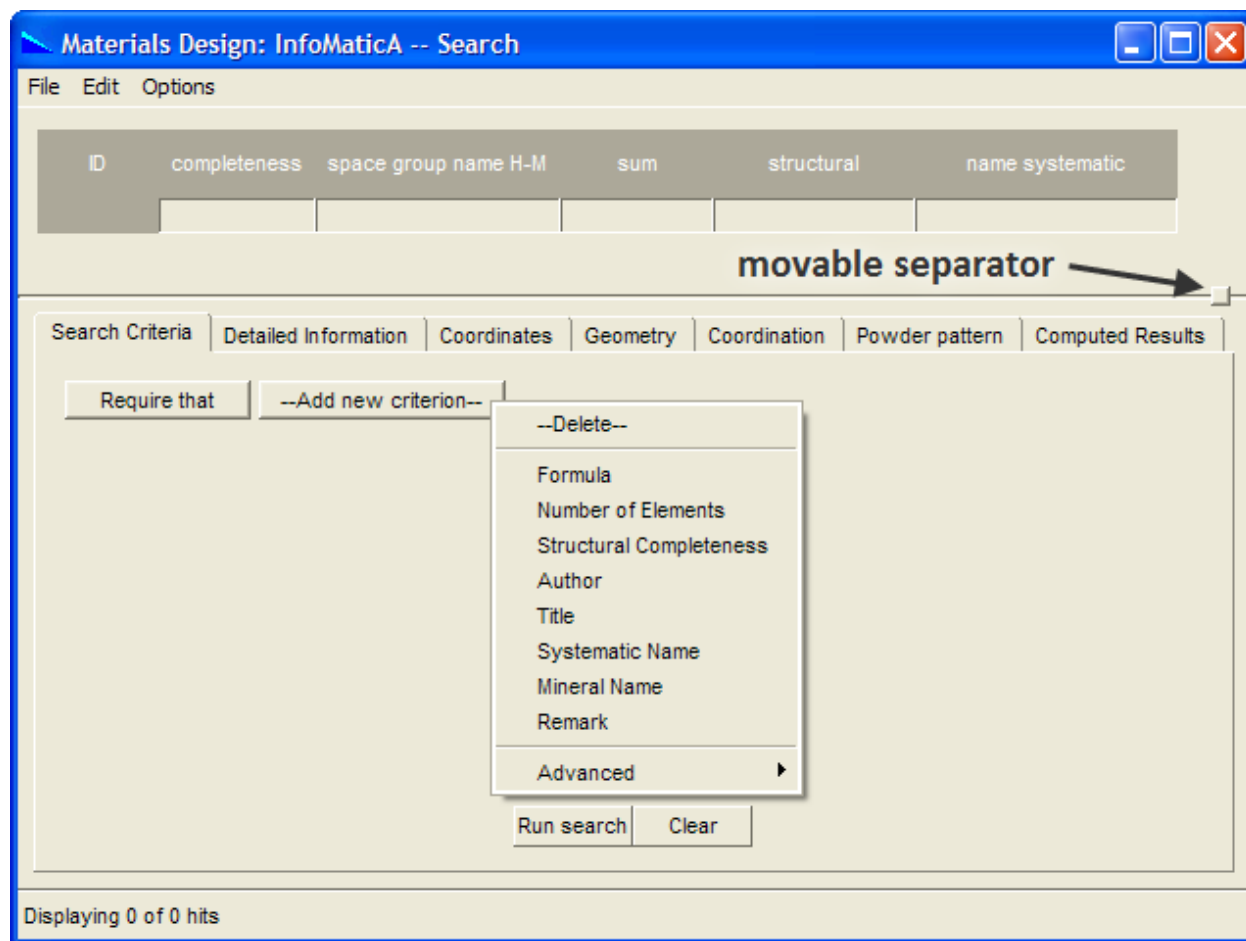 Materials Design: InfoMaticA -- Search
File Edit Options
ID completeness space group name H-M sum structural name systematic
movable separator
Search Criteria Detailed Information Coordinates Geometry Coordination Powder pattern Computed Results
Require that --Add new criterion--
--Delete--
Formula
Number of Elements
Structural Completeness
Author
Title
Systematic Name
Mineral Name
Remark
Advanced
Run search Clear
Displaying 0 of 0 hits